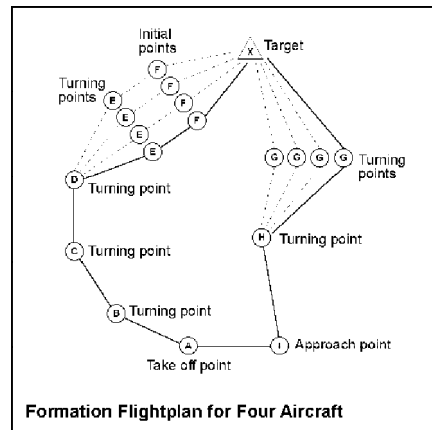 Initial
points
Target
X
F
F
F
F
Turning
points
E
E
E
E
D
Turning point
G
G
G
G
Turning
points
H
Turning point
C
Turning point
B
Turning point
A
Take off point
I
Approach point
Formation Flightplan for Four Aircraft